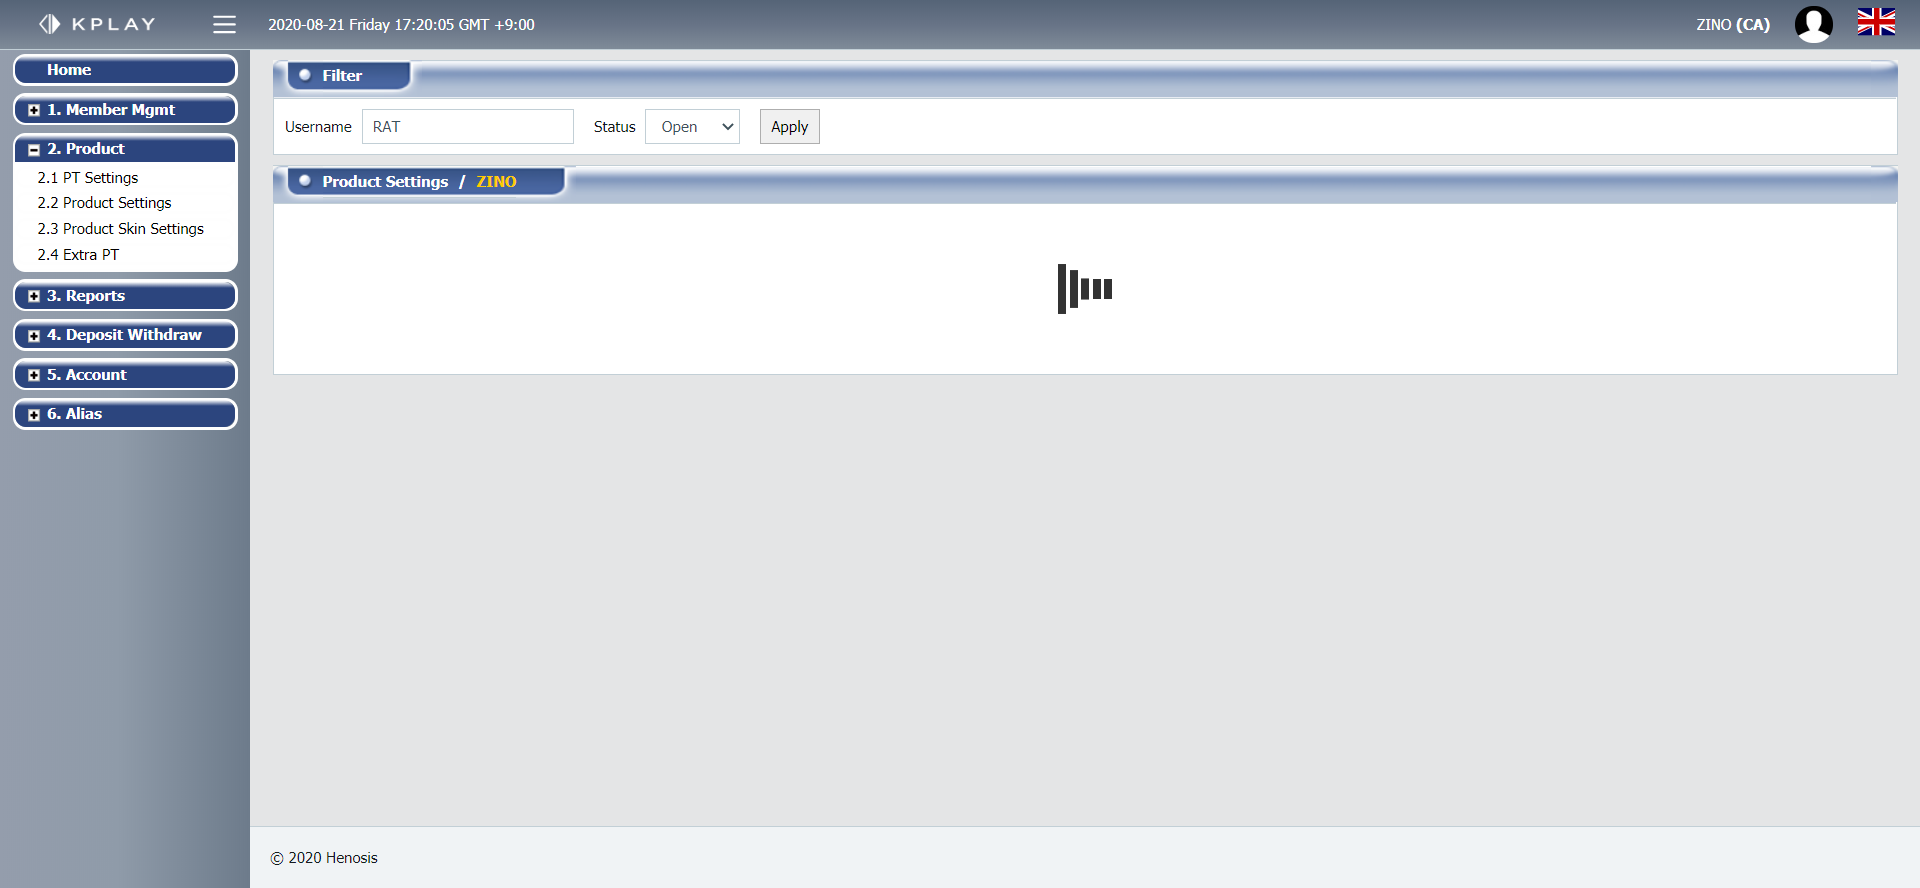 KPLAY
2020-08-21 Friday 17:20:05 GMT +9:00
ZINO (CA)
Home
1. Member Mgmt
2. Product
2.1 PT Settings
2.2 Product Settings
2.3 Product Skin Settings
2.4 Extra PT
3. Reports
4. Deposit Withdraw
5. Account
6. Alias
Filter
Username RAT Status Open Apply
Product Settings / ZINO
© 2020 Henosis